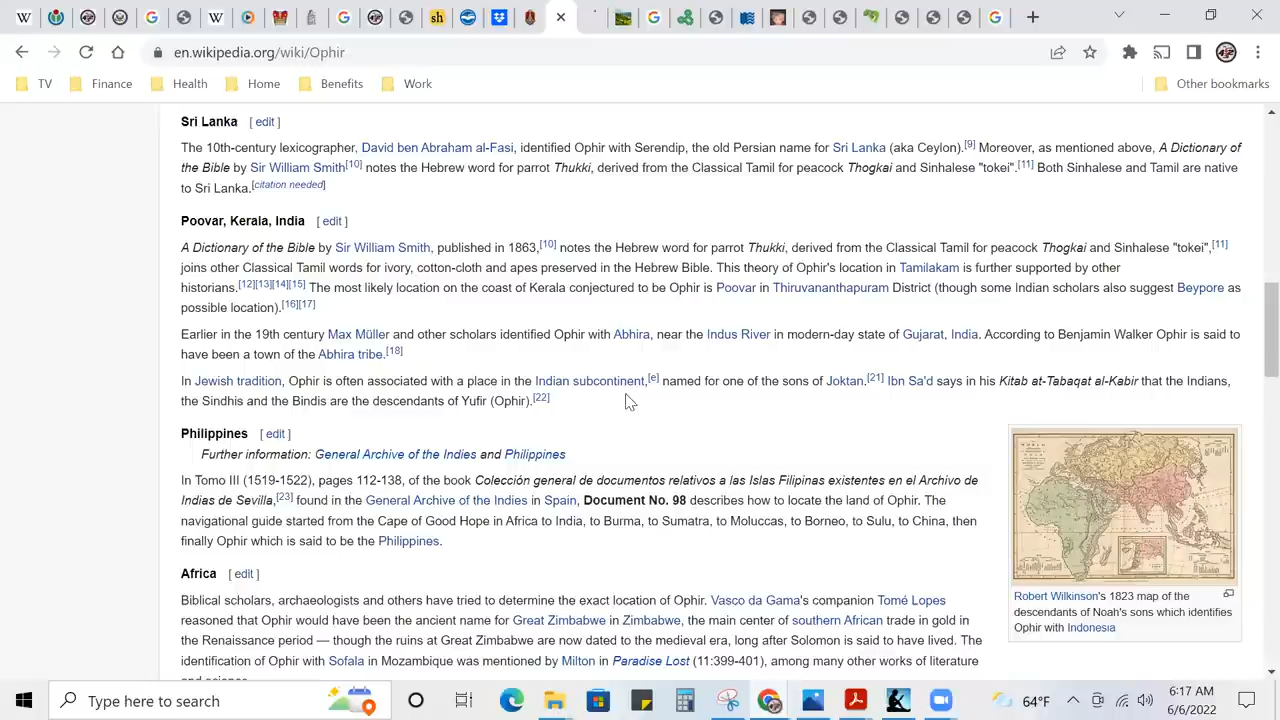 en.wikipedia.org/wiki/Ophir
TV Finance Health Home Benefits Work Other bookmarks
Sri Lanka [ edit ]
The 10th-century lexicographer, David ben Abraham al-Fasi, identified Ophir with Serendip, the old Persian name for Sri Lanka (aka Ceylon).[9] Moreover, as mentioned above, A Dictionary of
the Bible by Sir William Smith[10] notes the Hebrew word for parrot Thukki, derived from the Classical Tamil for peacock Thogkai and Sinhalese "tokei".[11] Both Sinhalese and Tamil are native
to Sri Lanka.[citation needed]
Poovar, Kerala, India [ edit ]
A Dictionary of the Bible by Sir William Smith, published in 1863,[10] notes the Hebrew word for parrot Thukki, derived from the Classical Tamil for peacock Thogkai and Sinhalese "tokei",[11]
joins other Classical Tamil words for ivory, cotton-cloth and apes preserved in the Hebrew Bible. This theory of Ophir's location in Tamilakam is further supported by other
historians.[12][13][14][15] The most likely location on the coast of Kerala conjectured to be Ophir is Poovar in Thiruvananthapuram District (though some Indian scholars also suggest Beypore as
possible location).[16][17]
Earlier in the 19th century Max Müller and other scholars identified Ophir with Abhira, near the Indus River in modern-day state of Gujarat, India. According to Benjamin Walker Ophir is said to
have been a town of the Abhira tribe.[18]
In Jewish tradition, Ophir is often associated with a place in the Indian subcontinent,[e] named for one of the sons of Joktan.[21] Ibn Sa'd says in his Kitab at-Tabaqat al-Kabir that the Indians,
the Sindhis and the Bindis are the descendants of Yufir (Ophir).[22]
Philippines [ edit ]
Further information: General Archive of the Indies and Philippines
In Tomo III (1519-1522), pages 112-138, of the book Colección general de documentos relativos a las Islas Filipinas existentes en el Archivo de
Indias de Sevilla,[23] found in the General Archive of the Indies in Spain, Document No. 98 describes how to locate the land of Ophir. The
navigational guide started from the Cape of Good Hope in Africa to India, to Burma, to Sumatra, to Moluccas, to Borneo, to Sulu, to China, then
finally Ophir which is said to be the Philippines.
Robert Wilkinson's 1823 map of the
descendants of Noah's sons which identifies
Ophir with Indonesia
Africa [ edit ]
Biblical scholars, archaeologists and others have tried to determine the exact location of Ophir. Vasco da Gama's companion Tomé Lopes
reasoned that Ophir would have been the ancient name for Great Zimbabwe in Zimbabwe, the main center of southern African trade in gold in
the Renaissance period — though the ruins at Great Zimbabwe are now dated to the medieval era, long after Solomon is said to have lived. The
identification of Ophir with Sofala in Mozambique was mentioned by Milton in Paradise Lost (11:399-401), among many other works of literature
Type here to search
64°F
6:17 AM
6/6/2022